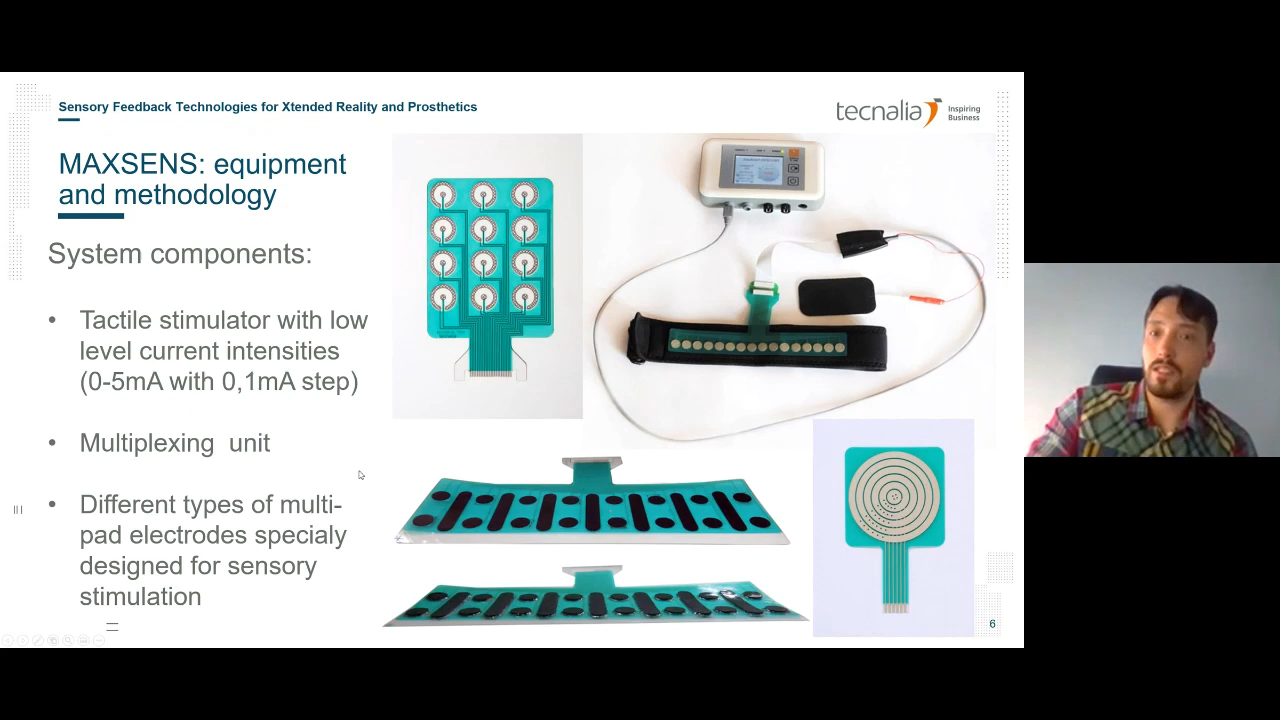 Sensory Feedback Technologies for Xtended Reality and Prosthetics
tecnalia
Inspiring
Business
MAXSENS: equipment
and methodology
System components:
• Tactile stimulator with low
level current intensities
(0-5mA with 0,1mA step)
• Multiplexing unit
• Different types of multi-
pad electrodes specialy
designed for sensory
stimulation
6